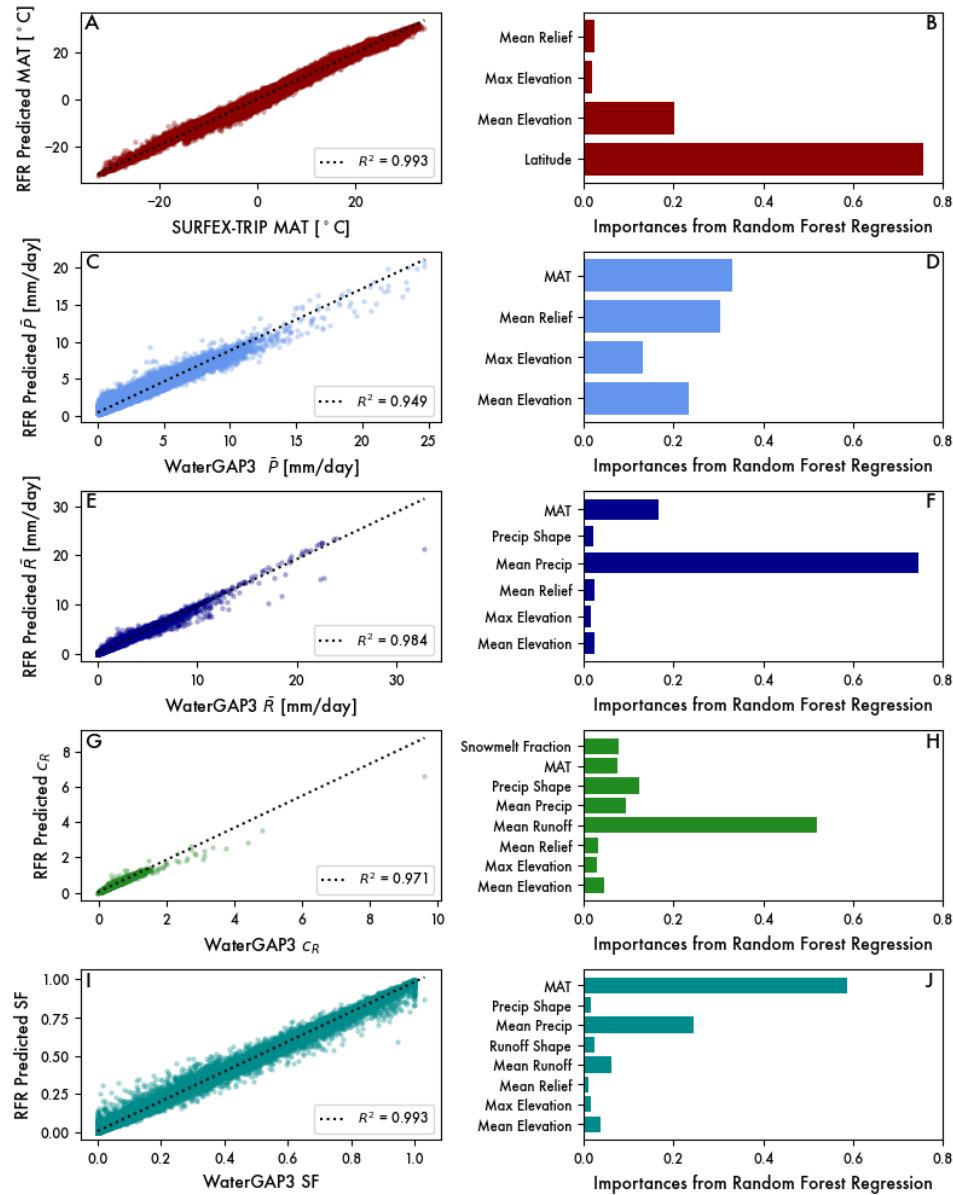 A
RFR Predicted MAT [°C]
20
0
−20
R² = 0.993
−20
0
20
SURFEX-TRIP MAT [°C]
B
Mean Relief
Max Elevation
Mean Elevation
Latitude
0.0
0.2
0.4
0.6
0.8
Importances from Random Forest Regression
C
RFR Predicted P̄ [mm/day]
20
15
10
5
0
R² = 0.949
0
5
10
15
20
25
WaterGAP3 P̄ [mm/day]
D
MAT
Mean Relief
Max Elevation
Mean Elevation
0.0
0.2
0.4
0.6
0.8
Importances from Random Forest Regression
E
RFR Predicted R̄ [mm/day]
30
20
10
0
R² = 0.984
0
10
20
30
WaterGAP3 R̄ [mm/day]
F
MAT
Precip Shape
Mean Precip
Mean Relief
Max Elevation
Mean Elevation
0.0
0.2
0.4
0.6
0.8
Importances from Random Forest Regression
G
RFR Predicted c_R
8
6
4
2
0
R² = 0.971
0
2
4
6
8
10
WaterGAP3 c_R
H
Snowmelt Fraction
MAT
Precip Shape
Mean Precip
Mean Runoff
Mean Relief
Max Elevation
Mean Elevation
0.0
0.2
0.4
0.6
0.8
Importances from Random Forest Regression
I
RFR Predicted SF
1.00
0.75
0.50
0.25
0.00
R² = 0.993
0.0
0.2
0.4
0.6
0.8
1.0
WaterGAP3 SF
J
MAT
Precip Shape
Mean Precip
Runoff Shape
Mean Runoff
Mean Relief
Max Elevation
Mean Elevation
0.0
0.2
0.4
0.6
0.8
Importances from Random Forest Regression